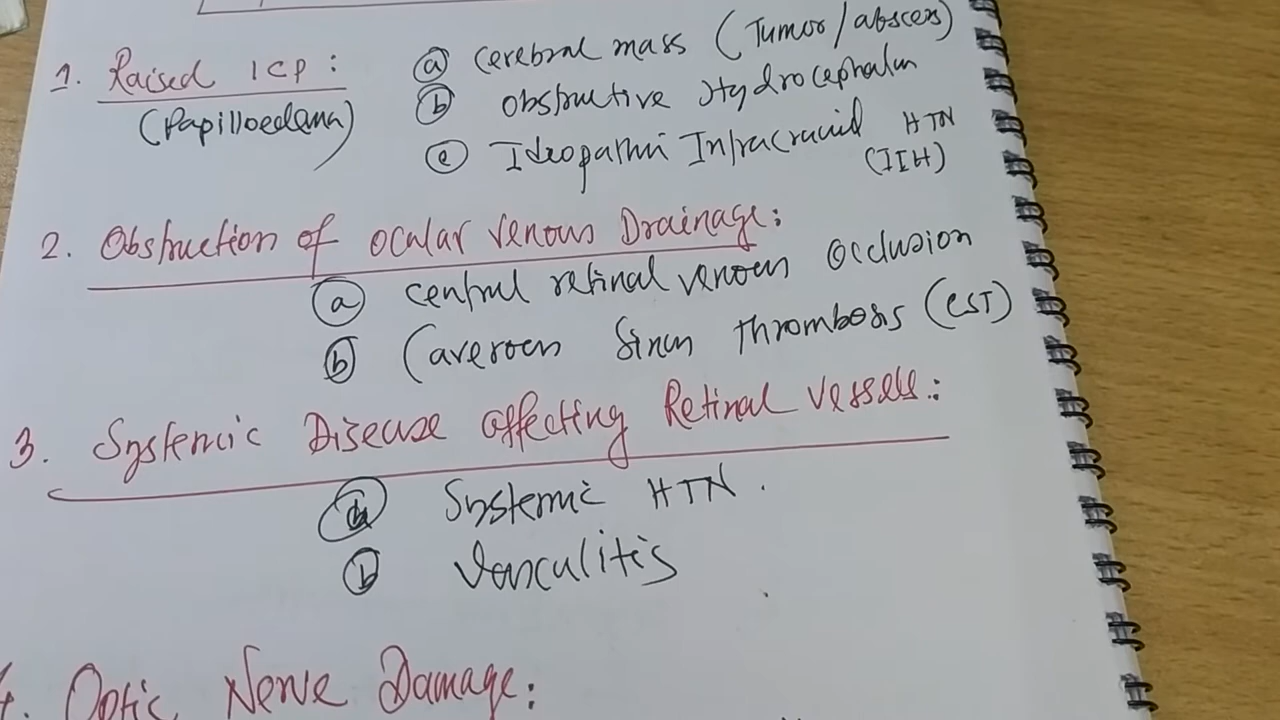 1. Raised ICP :
(Papilloedema)
(a) cerebral mass (Tumor/abscess)
(b) obstructive Hydrocephalus
(c) Idiopathic Intracranial HTN
(IIH)
2. Obstruction of ocular venous Drainage:
(a) central retinal venous Occlusion
(b) Cavernous Sinus thrombosis (CST)
3. Systemic Disease affecting Retinal vessels:
(a) Systemic HTN.
(b) Vasculitis
4. Optic Nerve Damage: